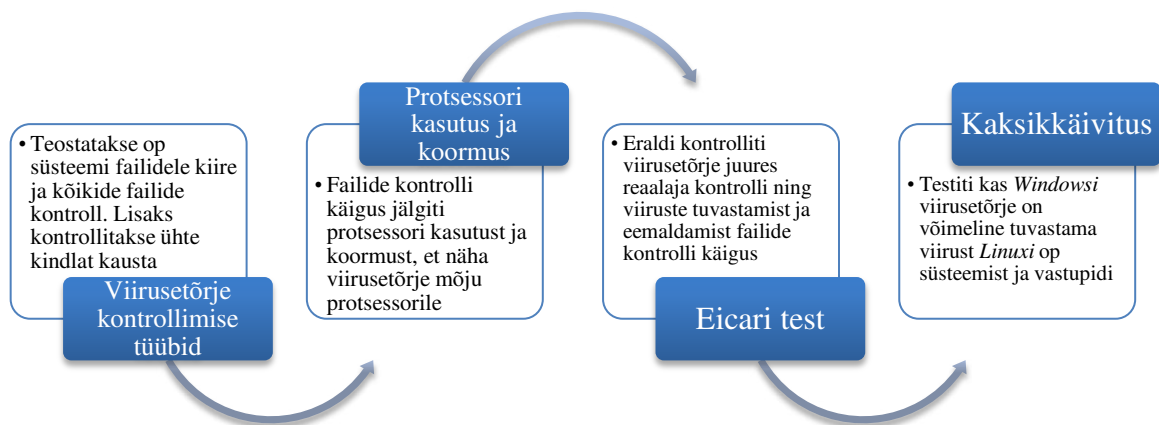 • Teostatakse op
süsteemi failidele kiire
ja kõikide failide
kontroll. Lisaks
kontrollitakse ühte
kindlat kausta
Viirusetõrje
kontrollimise
tüübid
Protsessori
kasutus ja
koormus
• Failide kontrolli
käigus jälgiti
protsessori kasutust ja
koormust, et näha
viirusetõrje mõju
protsessorile
• Eraldi kontrolliti
viirusetõrje juures
reaalaja kontrolli ning
viiruste tuvastamist ja
eemaldamist failide
kontrolli käigus
Eicari test
Kaksikkäivitus
• Testiti kas Windowsi
viirusetõrje on
võimeline tuvastama
viirust Linuxi op
süsteemist ja vastupidi